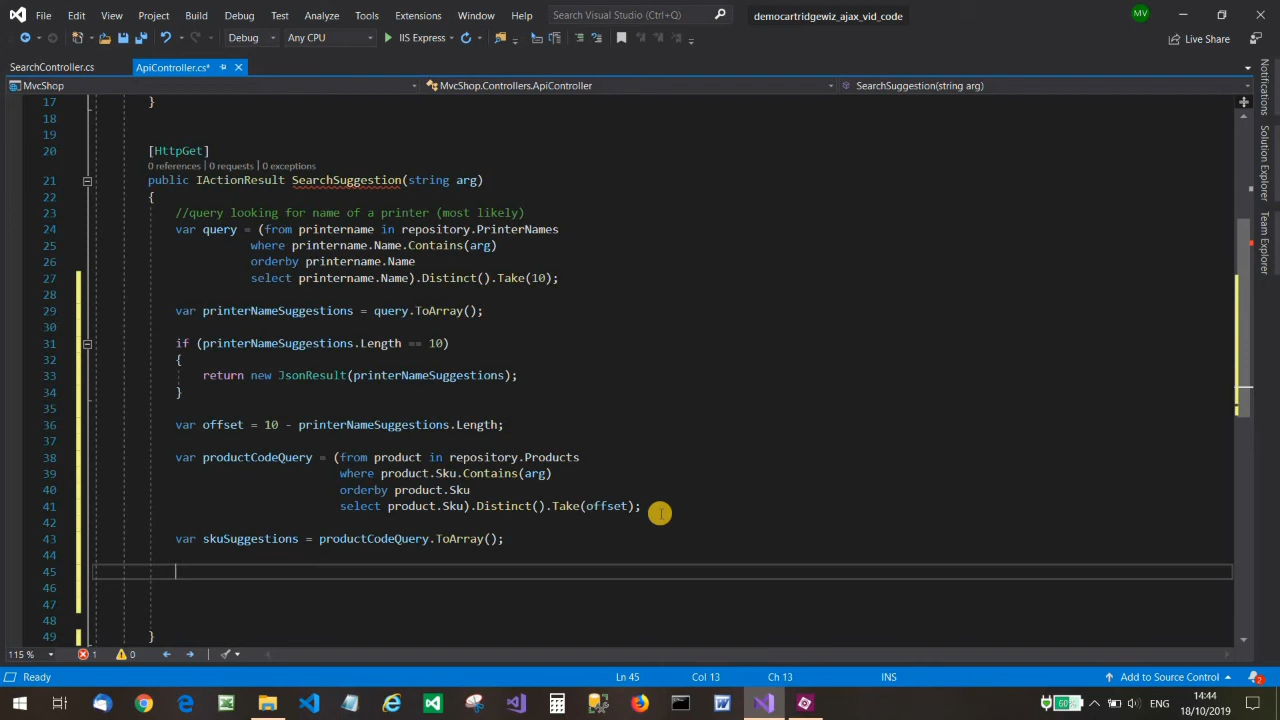 File Edit View Project Build Debug Test Analyze Tools Extensions Window Help Search Visual Studio (Ctrl+Q) democartridgewiz_ajax_vid_code MV
Debug Any CPU IIS Express Live Share
SearchController.cs ApiController.cs*
MvcShop MvcShop.Controllers.ApiController SearchSuggestion(string arg)
17 }
18
19
20 [HttpGet]
0 references | 0 requests | 0 exceptions
21 public IActionResult SearchSuggestion(string arg)
22 {
23 //query looking for name of a printer (most likely)
24 var query = (from printername in repository.PrinterNames
25 where printername.Name.Contains(arg)
26 orderby printername.Name
27 select printername.Name).Distinct().Take(10);
28
29 var printerNameSuggestions = query.ToArray();
30
31 if (printerNameSuggestions.Length == 10)
32 {
33 return new JsonResult(printerNameSuggestions);
34 }
35
36 var offset = 10 - printerNameSuggestions.Length;
37
38 var productCodeQuery = (from product in repository.Products
39 where product.Sku.Contains(arg)
40 orderby product.Sku
41 select product.Sku).Distinct().Take(offset);
42
43 var skuSuggestions = productCodeQuery.ToArray();
44
45
46
47
48
49 }
Notifications
Solution Explorer
Team Explorer
115 % 1 0
Ready Ln 45 Col 13 Ch 13 INS Add to Source Control 2
60% ENG 14:44
18/10/2019 2